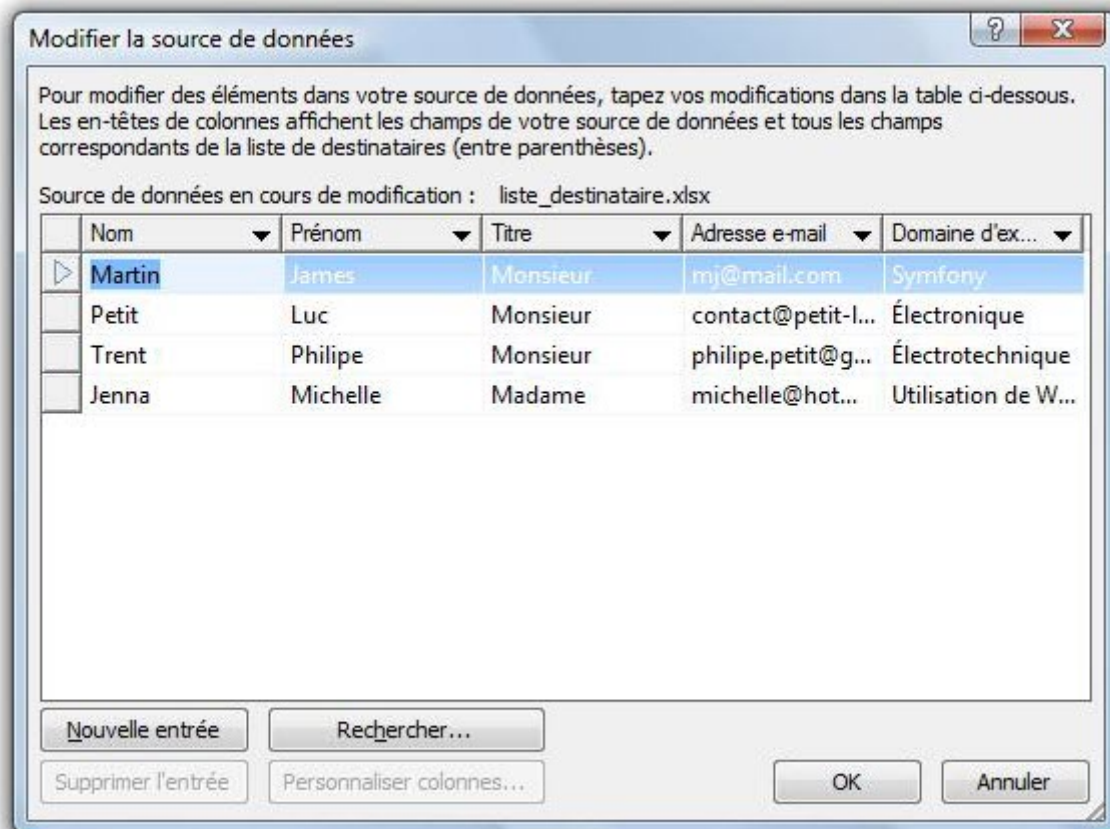 Modifier la source de données
Pour modifier des éléments dans votre source de données, tapez vos modifications dans la table ci-dessous.
Les en-têtes de colonnes affichent les champs de votre source de données et tous les champs
correspondants de la liste de destinataires (entre parenthèses).
Source de données en cours de modification : liste_destinataire.xlsx
Nom Prénom Titre Adresse e-mail Domaine d'ex...
Martin James Monsieur mj@mail.com Symfony
Petit Luc Monsieur contact@petit-l... Électronique
Trent Philipe Monsieur philipe.petit@g... Électrotechnique
Jenna Michelle Madame michelle@hot... Utilisation de W...
Nouvelle entrée Rechercher...
Supprimer l'entrée Personnaliser colonnes... OK Annuler